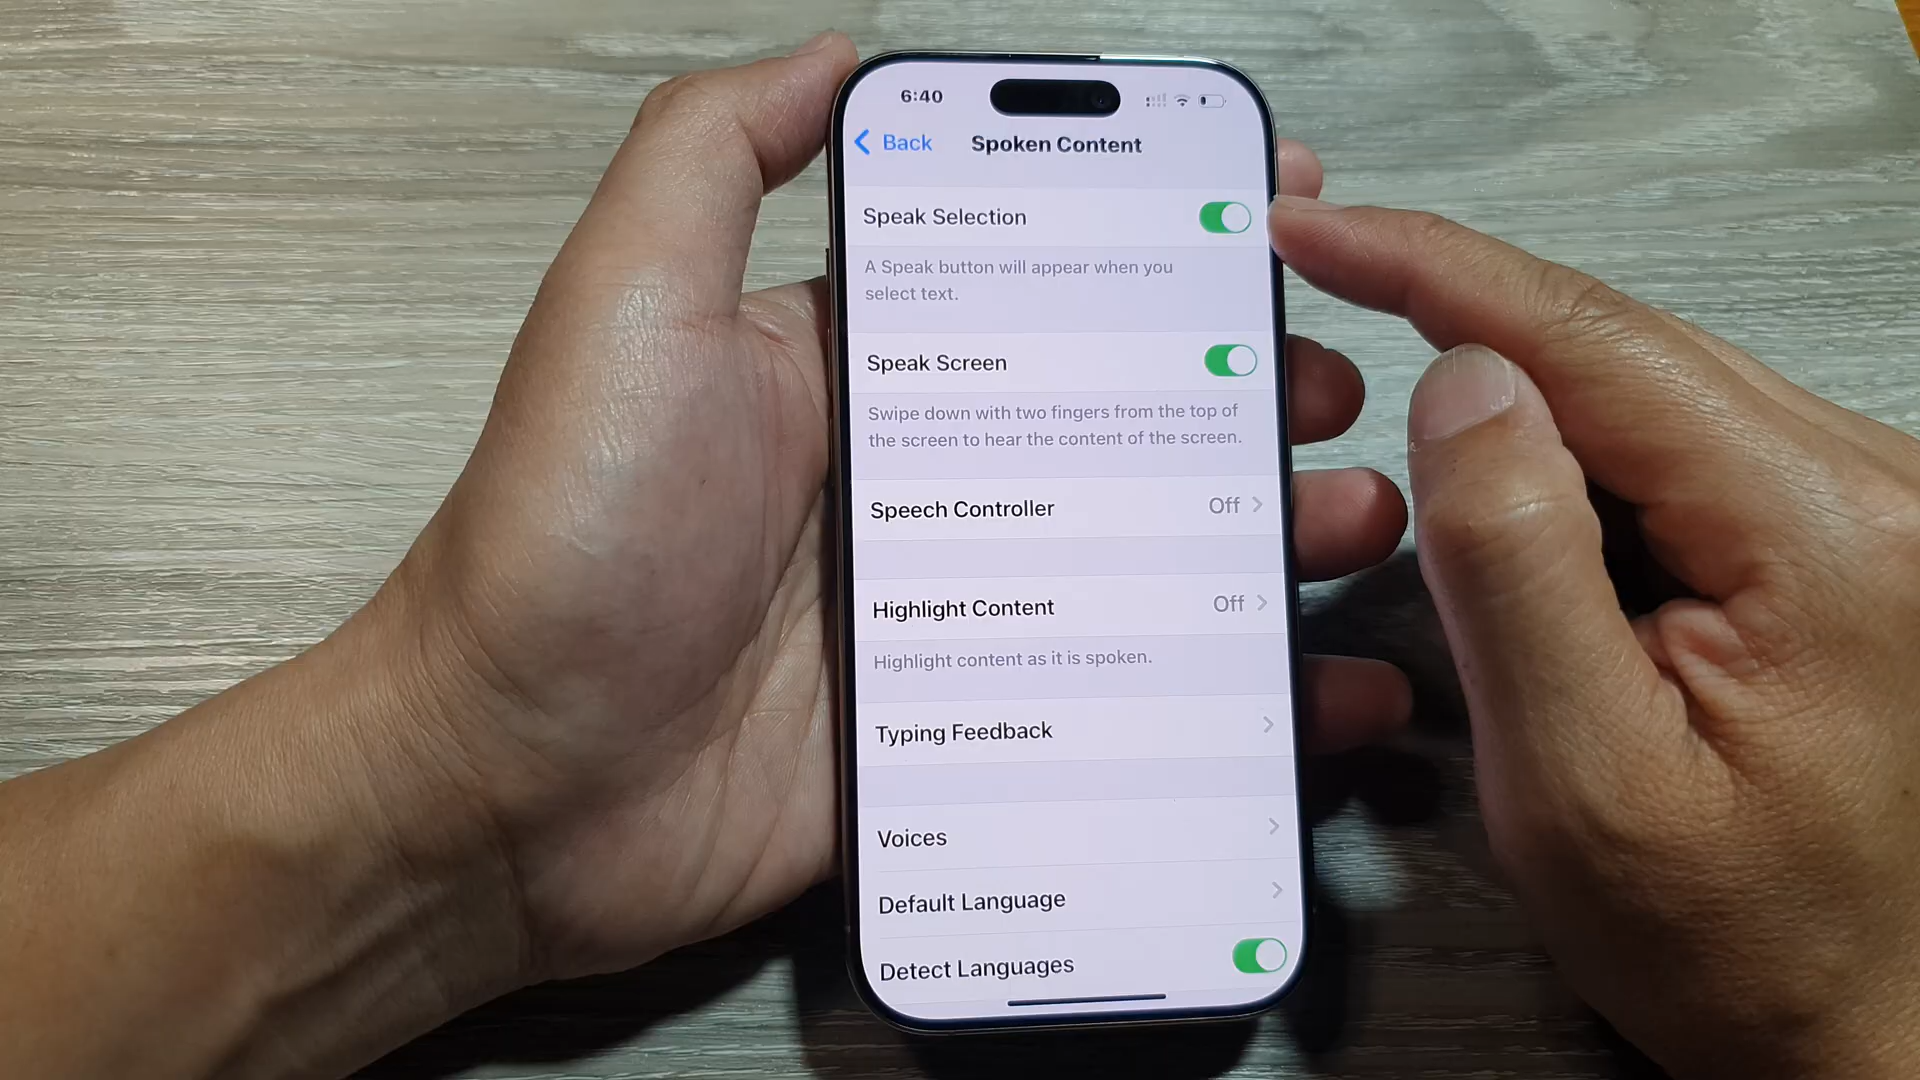 6:40
Back
Spoken Content
Speak Selection
A Speak button will appear when you
select text.
Speak Screen
Swipe down with two fingers from the top of
the screen to hear the content of the screen.
Speech Controller Off
Highlight Content Off
Highlight content as it is spoken.
Typing Feedback
Voices
Default Language
Detect Languages